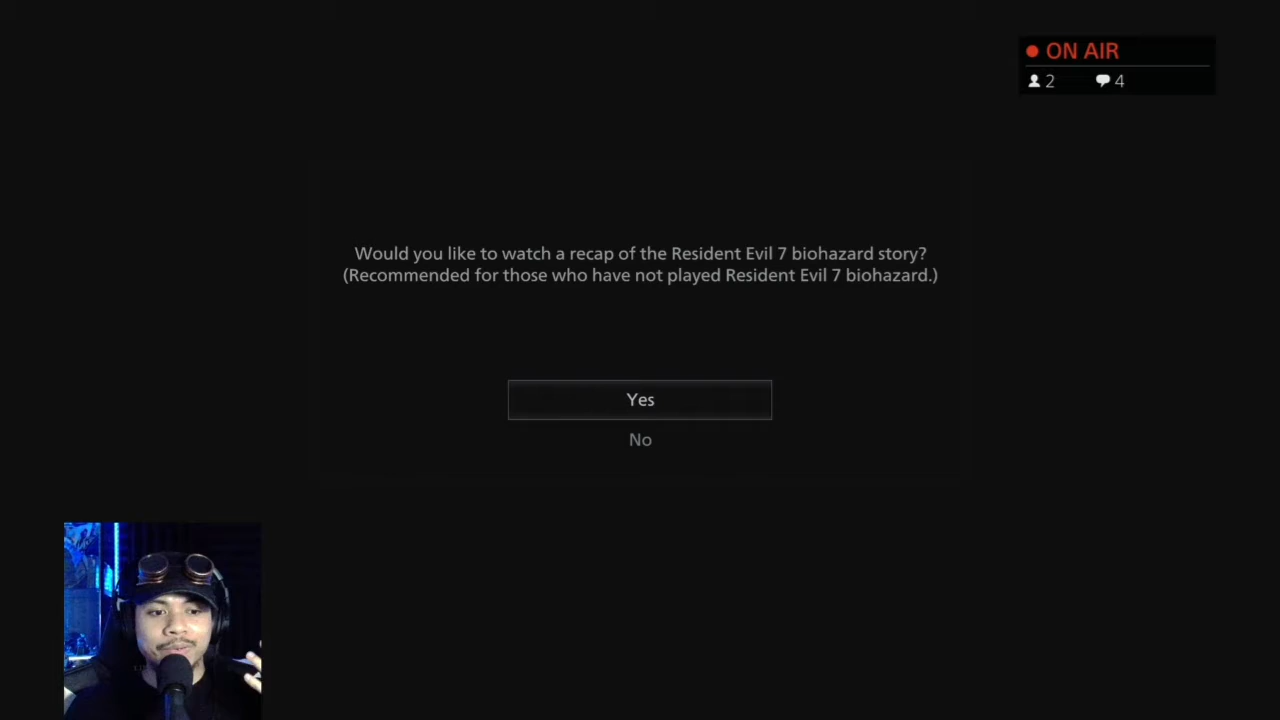 ON AIR
2 4
Would you like to watch a recap of the Resident Evil 7 biohazard story?
(Recommended for those who have not played Resident Evil 7 biohazard.)
Yes
No